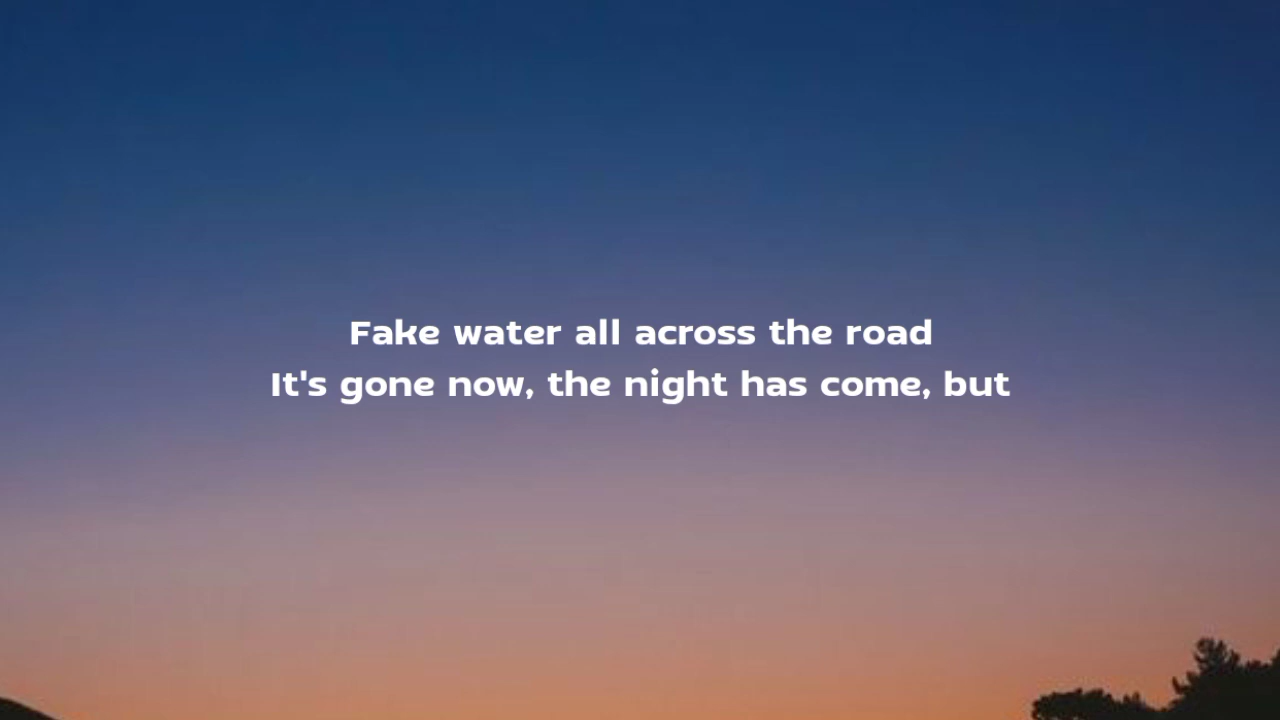 Fake water all across the road
It's gone now, the night has come, but